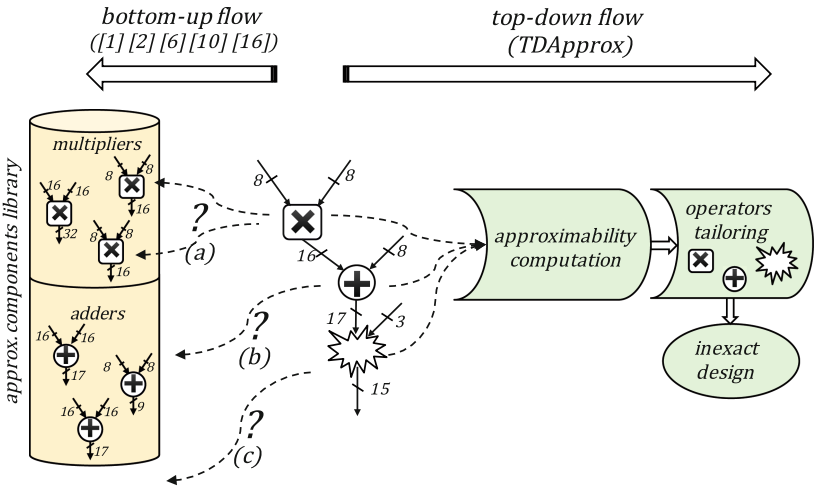 bottom-up flow
([1] [2] [6] [10] [16])
top-down flow
(TDApprox)
approx. components library
multipliers
8 8
16 16
16
32
8 8
16
adders
16 16
17
8 8
9
16 16
17
?
(a)
?
(b)
?
(c)
8 8
16 8
17 3
15
approximability
computation
operators
tailoring
inexact
design